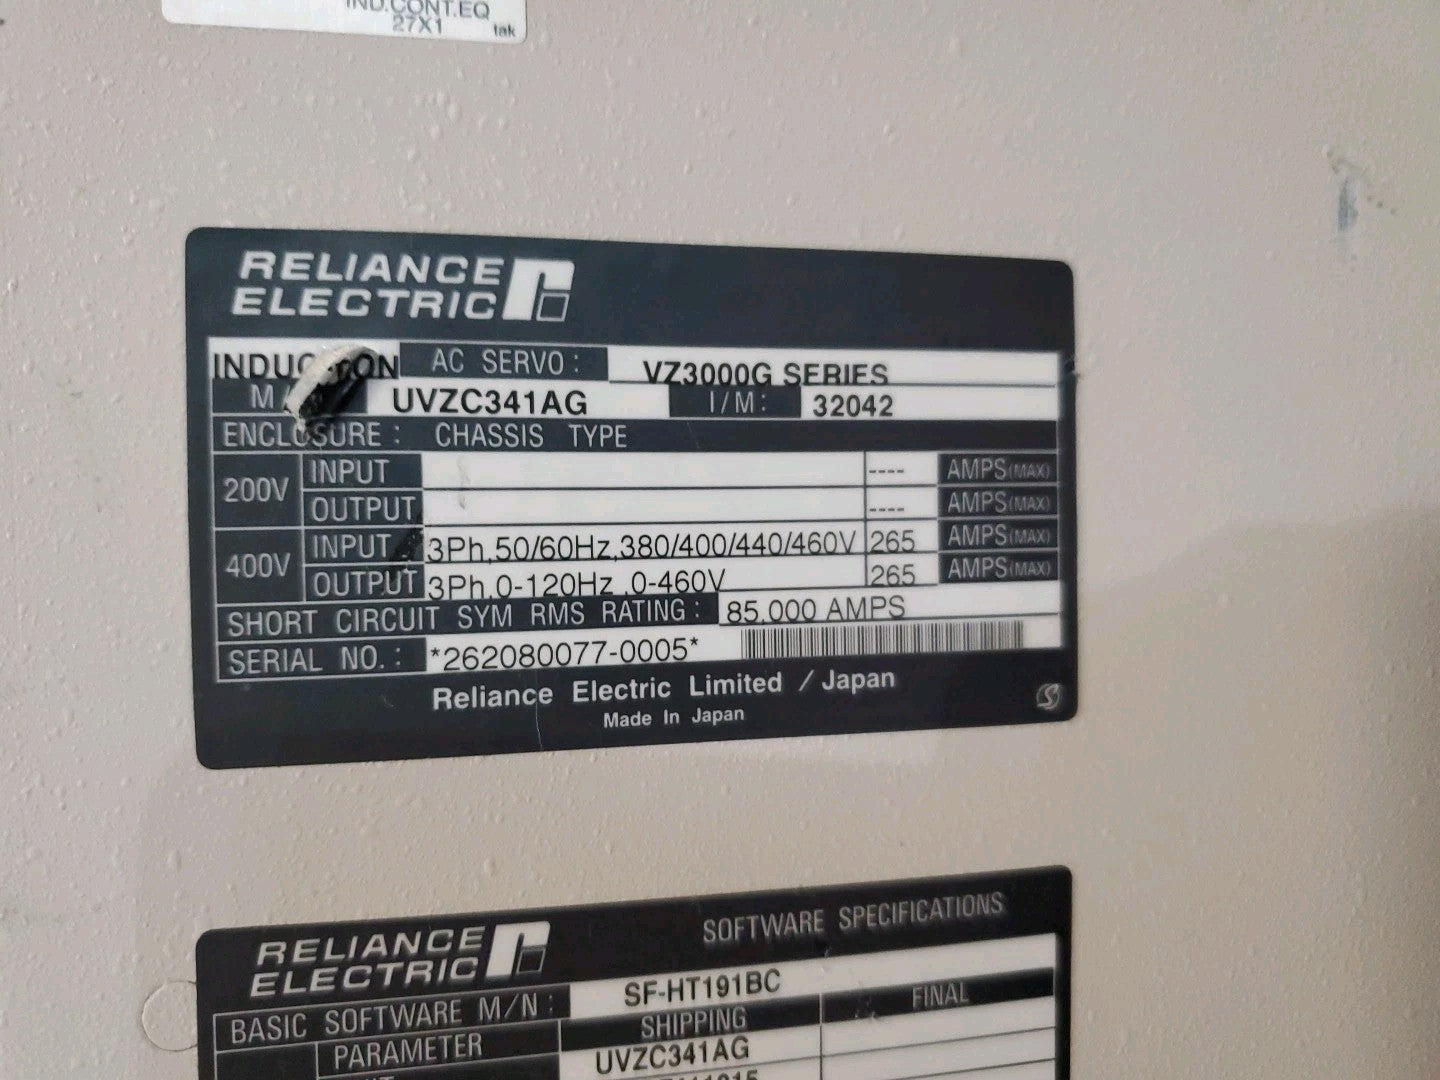 IND.CONT.EQ
27X1 tak
RELIANCE
ELECTRIC
INDUCTION AC SERVO: VZ3000G SERIES
UVZC341AG I/M: 32042
ENCLOSURE: CHASSIS TYPE
200V INPUT ---- AMPS(MAX)
OUTPUT ---- AMPS(MAX)
400V INPUT 3Ph,50/60Hz,380/400/440/460V 265 AMPS(MAX)
OUTPUT 3Ph,0-120Hz,0-460V 265 AMPS(MAX)
SHORT CIRCUIT SYM RMS RATING: 85,000 AMPS
SERIAL NO.: *262080077-0005*
Reliance Electric Limited / Japan
Made In Japan
RELIANCE
ELECTRIC
SOFTWARE SPECIFICATIONS
BASIC SOFTWARE M/N: SF-HT191BC
SHIPPING FINAL
PARAMETER UVZC341AG